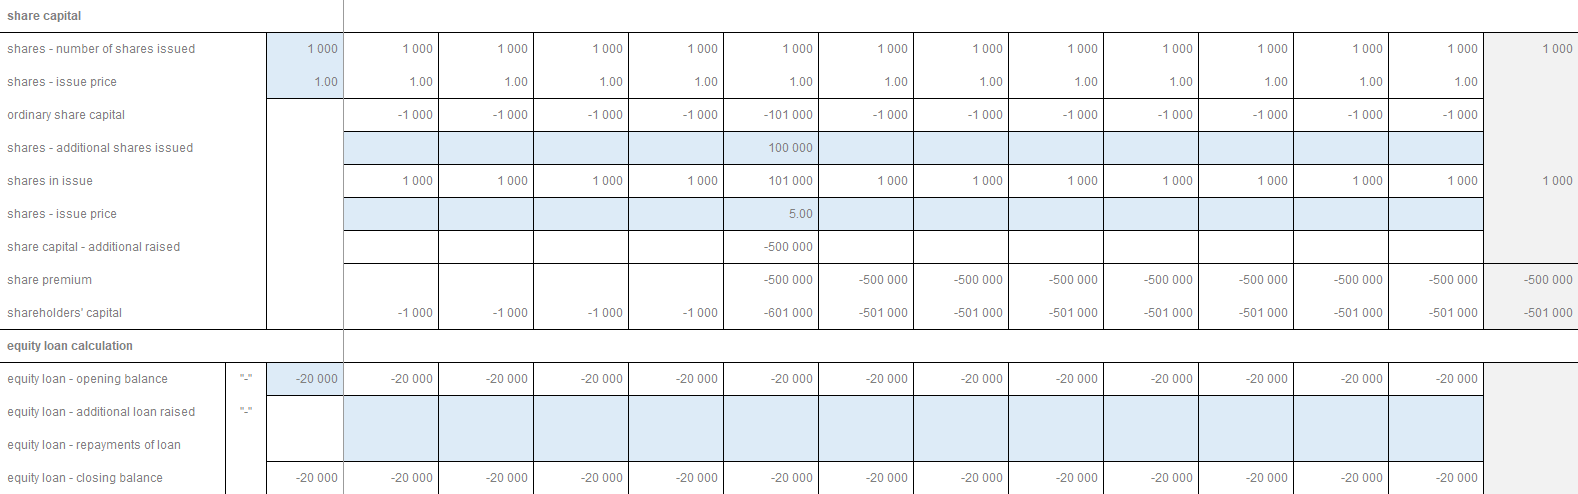 share capital
shares - number of shares issued 1 000 1 000 1 000 1 000 1 000 1 000 1 000 1 000 1 000 1 000 1 000 1 000 1 000 1 000
shares - issue price 1.00 1.00 1.00 1.00 1.00 1.00 1.00 1.00 1.00 1.00 1.00 1.00 1.00
ordinary share capital -1 000 -1 000 -1 000 -1 000 -101 000 -1 000 -1 000 -1 000 -1 000 -1 000 -1 000 -1 000
shares - additional shares issued 100 000
shares in issue 1 000 1 000 1 000 1 000 101 000 1 000 1 000 1 000 1 000 1 000 1 000 1 000 1 000
shares - issue price 5.00
share capital - additional raised -500 000
share premium -500 000 -500 000 -500 000 -500 000 -500 000 -500 000 -500 000 -500 000 -500 000
shareholders' capital -1 000 -1 000 -1 000 -1 000 -601 000 -501 000 -501 000 -501 000 -501 000 -501 000 -501 000 -501 000 -501 000
equity loan calculation
equity loan - opening balance "-" -20 000 -20 000 -20 000 -20 000 -20 000 -20 000 -20 000 -20 000 -20 000 -20 000 -20 000 -20 000 -20 000
equity loan - additional loan raised "-"
equity loan - repayments of loan
equity loan - closing balance -20 000 -20 000 -20 000 -20 000 -20 000 -20 000 -20 000 -20 000 -20 000 -20 000 -20 000 -20 000 -20 000